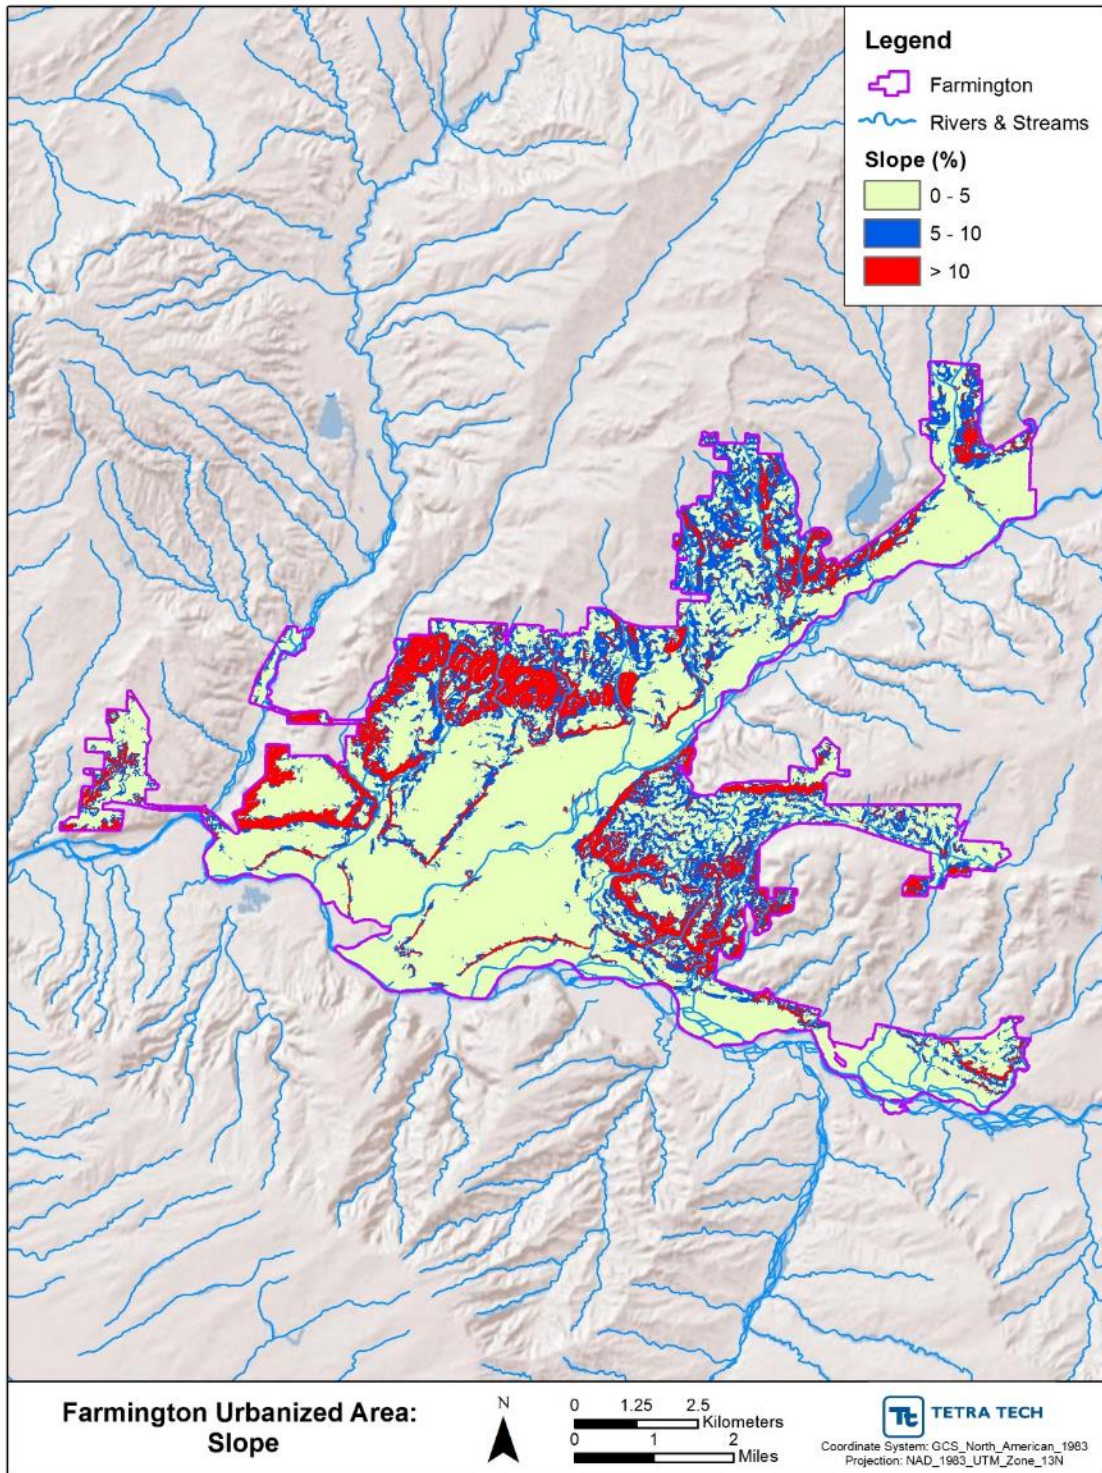 Legend
Farmington
Rivers & Streams
Slope (%)
0 - 5
5 - 10
> 10
Farmington Urbanized Area:
Slope
N
0 1.25 2.5
Kilometers
0 1 2
Miles
Tt TETRA TECH
Coordinate System: GCS_North_American_1983
Projection: NAD_1983_UTM_Zone_13N